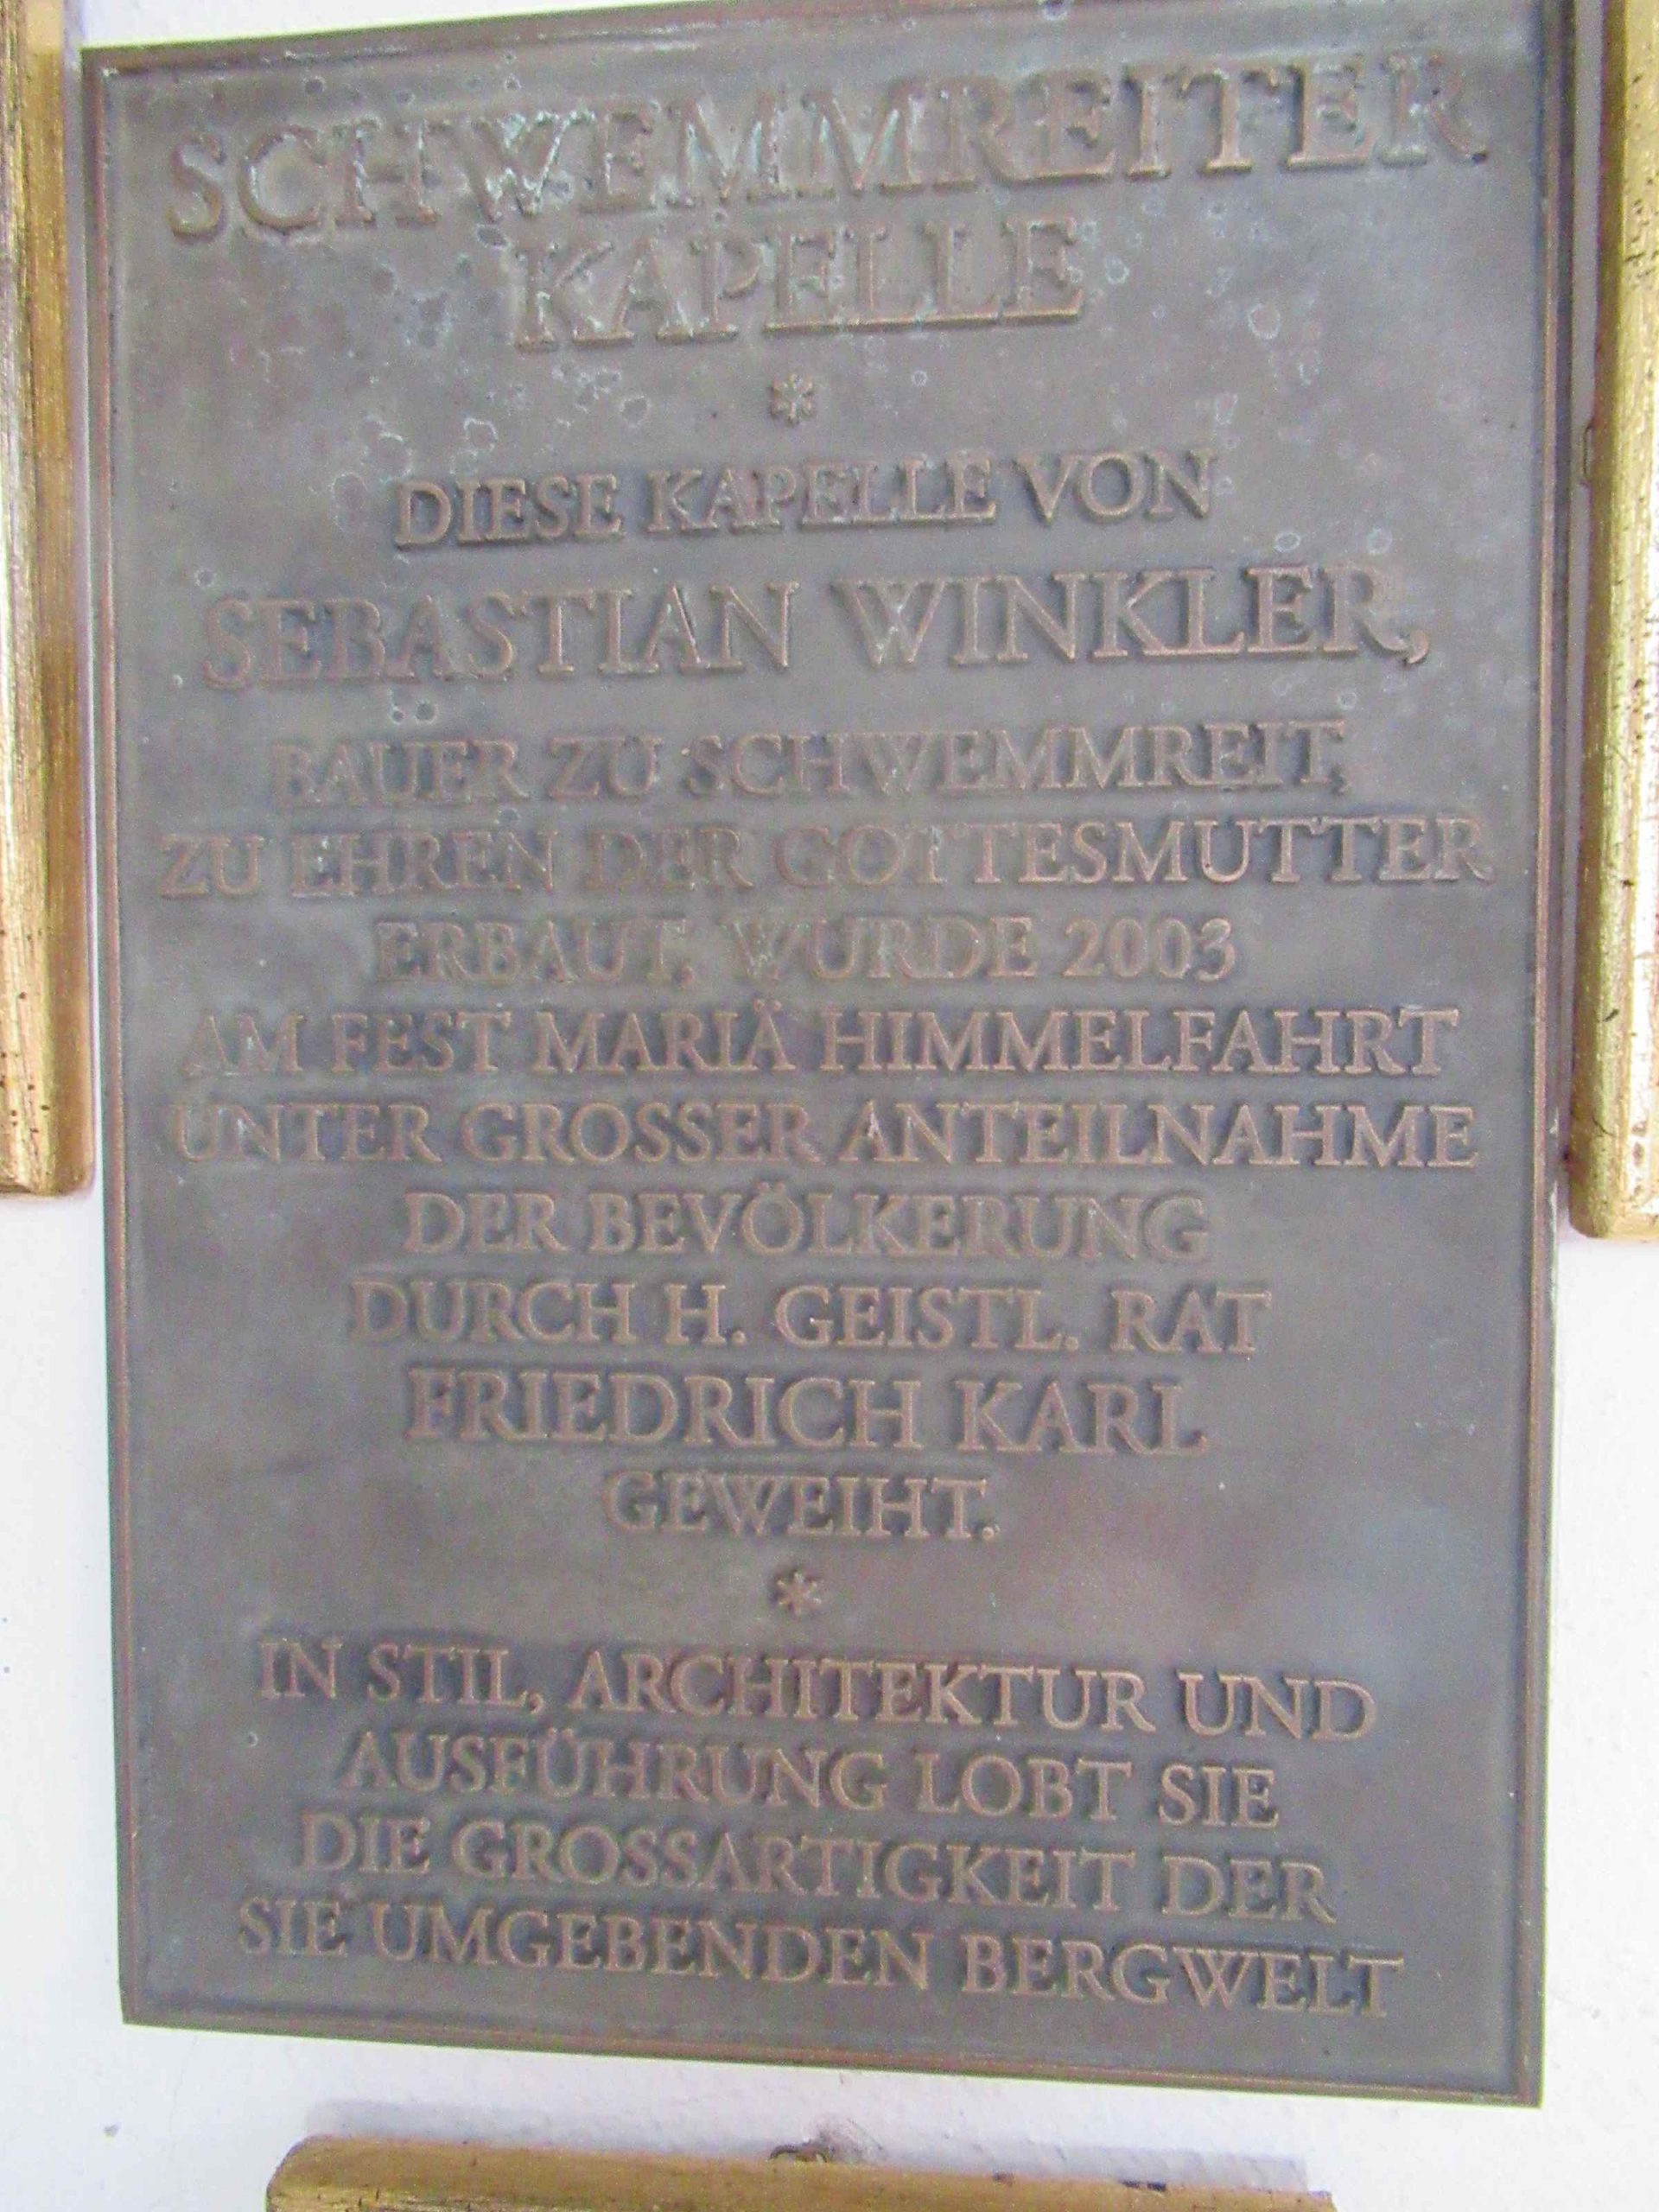 SCHWEMMREITER
KAPELLE
*
DIESE KAPELLE VON
SEBASTIAN WINKLER,
BAUER ZU SCHWEMMREIT,
ZU EHREN DER GOTTESMUTTER
ERBAUT, WURDE 2003
AM FEST MARIÄ HIMMELFAHRT
UNTER GROSSER ANTEILNAHME
DER BEVÖLKERUNG
DURCH H. GEISTL. RAT
FRIEDRICH KARL
GEWEIHT.
*
IN STIL, ARCHITEKTUR UND
AUSFÜHRUNG LOBT SIE
DIE GROSSARTIGKEIT DER
SIE UMGEBENDEN BERGWELT